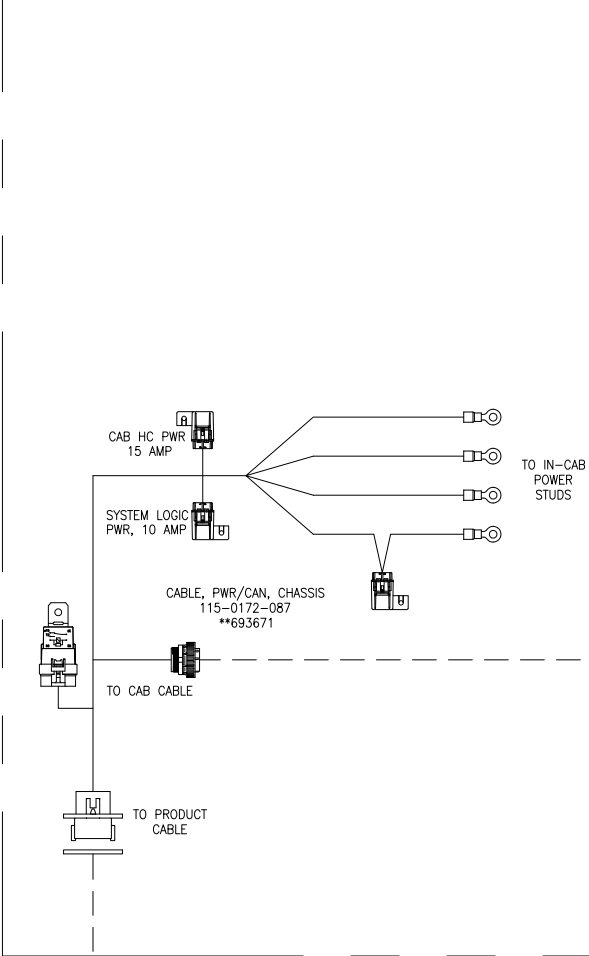 CAB HC PWR
15 AMP
TO IN-CAB
POWER
STUDS
SYSTEM LOGIC
PWR, 10 AMP
CABLE, PWR/CAN, CHASSIS
115-0172-087
**693671
TO CAB CABLE
TO PRODUCT
CABLE